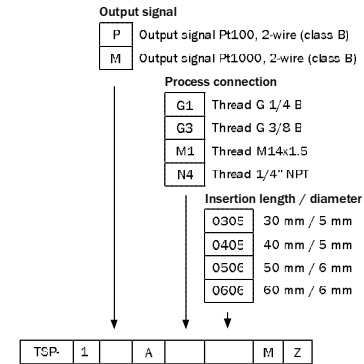 Output signal
P Output signal Pt100, 2-wire (class B)
M Output signal Pt1000, 2-wire (class B)
Process connection
G1 Thread G 1/4 B
G3 Thread G 3/8 B
M1 Thread M14x1.5
N4 Thread 1/4" NPT
Insertion length / diameter
0305 30 mm / 5 mm
0405 40 mm / 5 mm
0506 50 mm / 6 mm
0606 60 mm / 6 mm
TSP- 1 A M Z